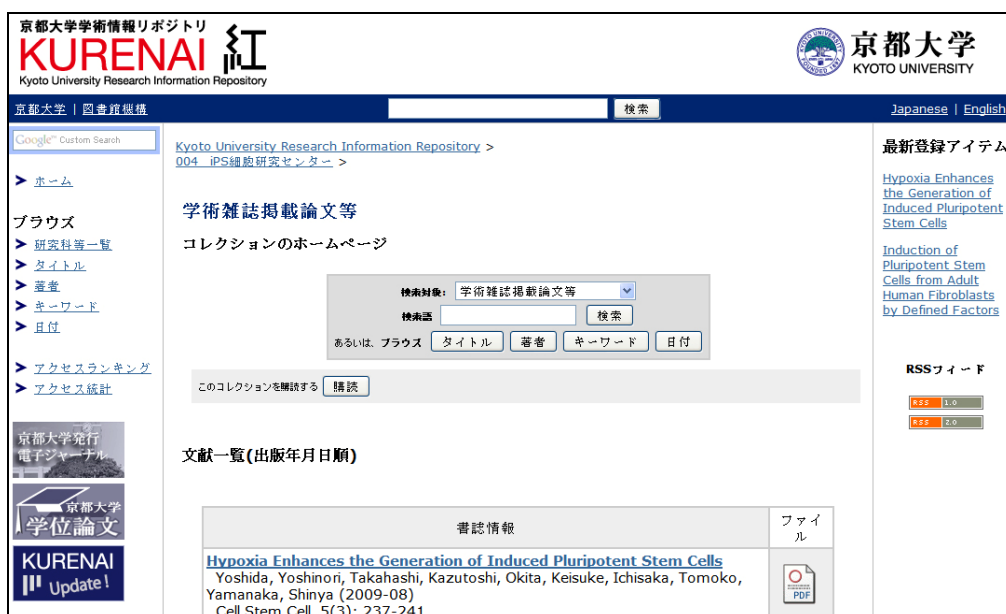 京都大学学術情報リポジトリ
KURENAI 紅
Kyoto University Research Information Repository
京都大学
KYOTO UNIVERSITY
京都大学 | 図書館機構
検索
Japanese | English
Google™ Custom Search
ホーム
ブラウズ
研究科等一覧
タイトル
著者
キーワード
日付
アクセスランキング
アクセス統計
京都大学発行
電子ジャーナル
京都大学
学位論文
KURENAI
Update!
Kyoto University Research Information Repository >
004 iPS細胞研究センター >
学術雑誌掲載論文等
コレクションのホームページ
検索対象: 学術雑誌掲載論文等
検索語 検索
あるいは ブラウズ タイトル 著者 キーワード 日付
このコレクションを購読する 購読
文献一覧(出版年月日順)
書誌情報
ファイ
ル
Hypoxia Enhances the Generation of Induced Pluripotent Stem Cells
Yoshida, Yoshinori, Takahashi, Kazutoshi, Okita, Keisuke, Ichisaka, Tomoko,
Yamanaka, Shinya (2009-08)
Cell Stem Cell, 5(3): 237-241
PDF
最新登録アイテム
Hypoxia Enhances
the Generation of
Induced Pluripotent
Stem Cells
Induction of
Pluripotent Stem
Cells from Adult
Human Fibroblasts
by Defined Factors
RSSフィード
RSS 1.0
RSS 2.0